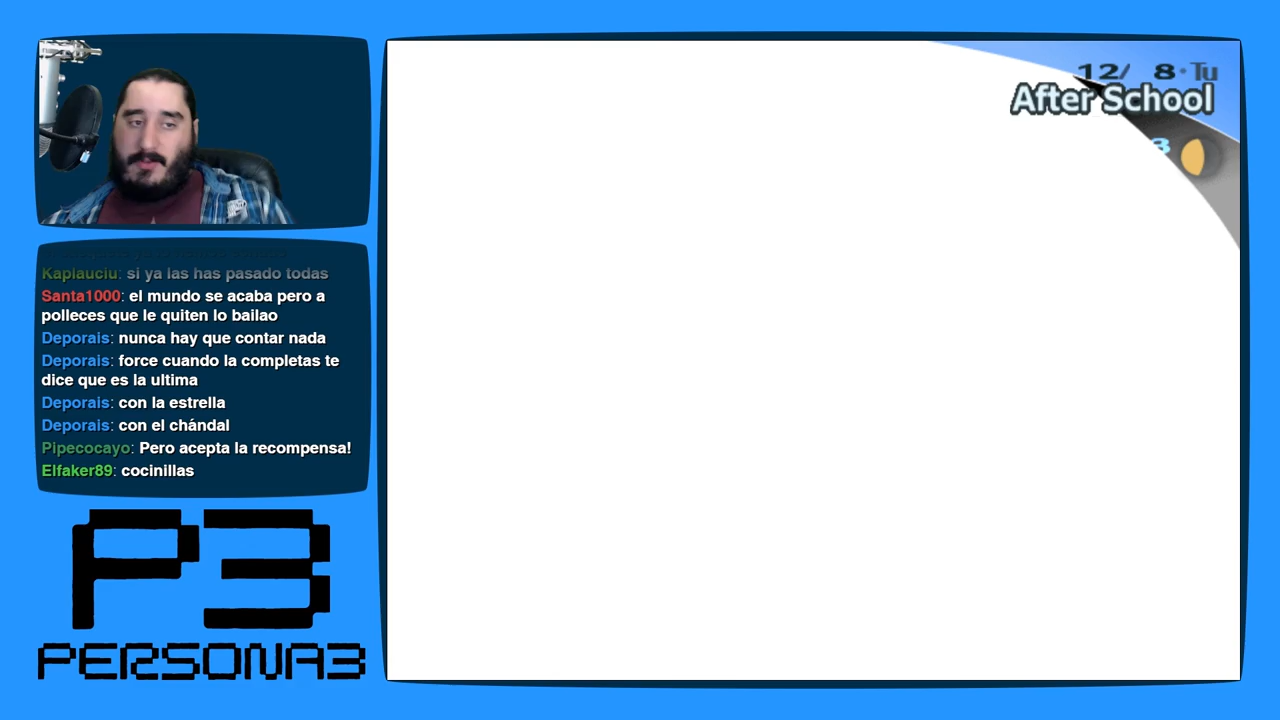 12/ 8·Tu
After School
3
Kaplauciu: si ya las has pasado todas
Santa1000: el mundo se acaba pero a
polleces que le quiten lo bailao
Deporais: nunca hay que contar nada
Deporais: force cuando la completas te
dice que es la ultima
Deporais: con la estrella
Deporais: con el chándal
Pipecocayo: Pero acepta la recompensa!
Elfaker89: cocinillas
P3
PERSONA3